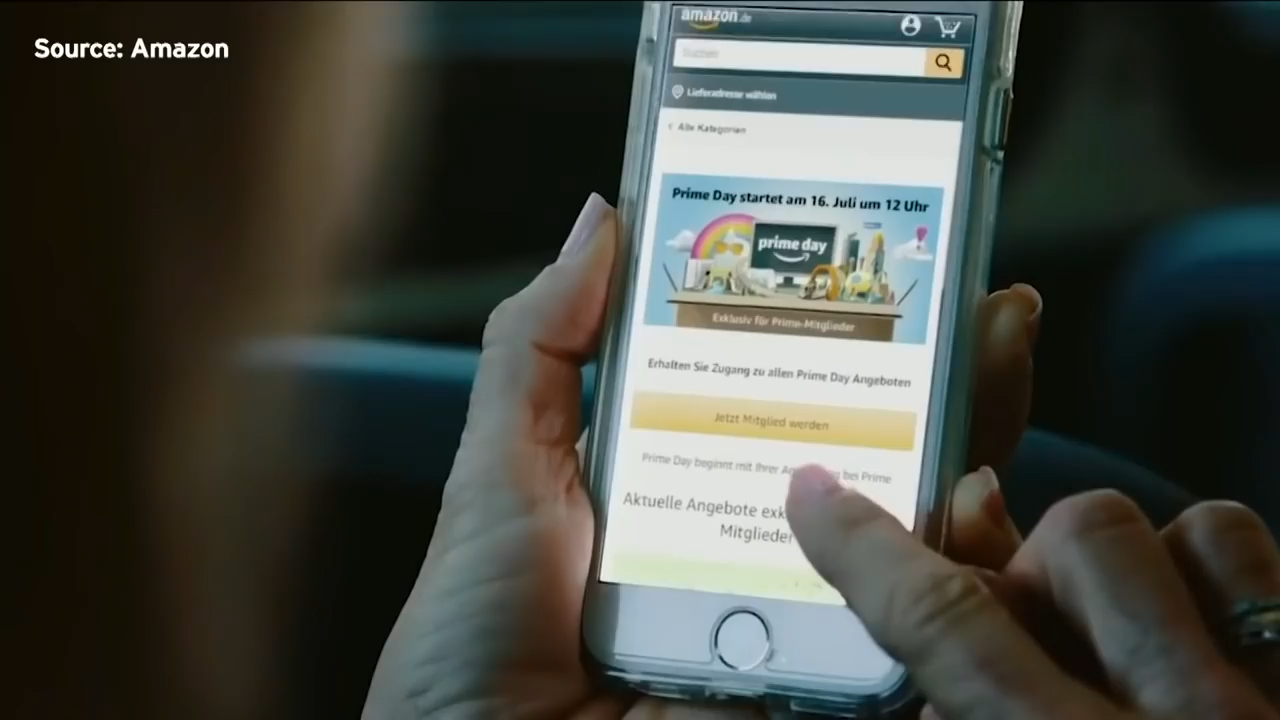 Source: Amazon
amazon.de
Suchen
Lieferadresse wählen
Alle Kategorien
Prime Day startet am 16. Juli um 12 Uhr
prime day
Exklusiv für Prime-Mitglieder
Erhalten Sie Zugang zu allen Prime Day Angeboten
Jetzt Mitglied werden
Prime Day beginnt mit Ihrer bei Prime
Aktuelle Angebote
Mitglieder